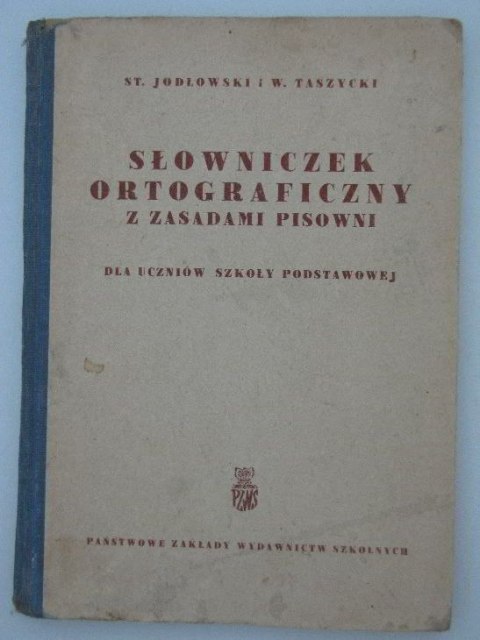 ST. JODŁOWSKI I W. TASZYCKI
SŁOWNICZEK
ORTOGRAFICZNY
Z ZASADAMI PISOWNI
DLA UCZNIÓW SZKOŁY PODSTAWOWEJ
PZWS
PAŃSTWOWE ZAKŁADY WYDAWNICTW SZKOLNYCH